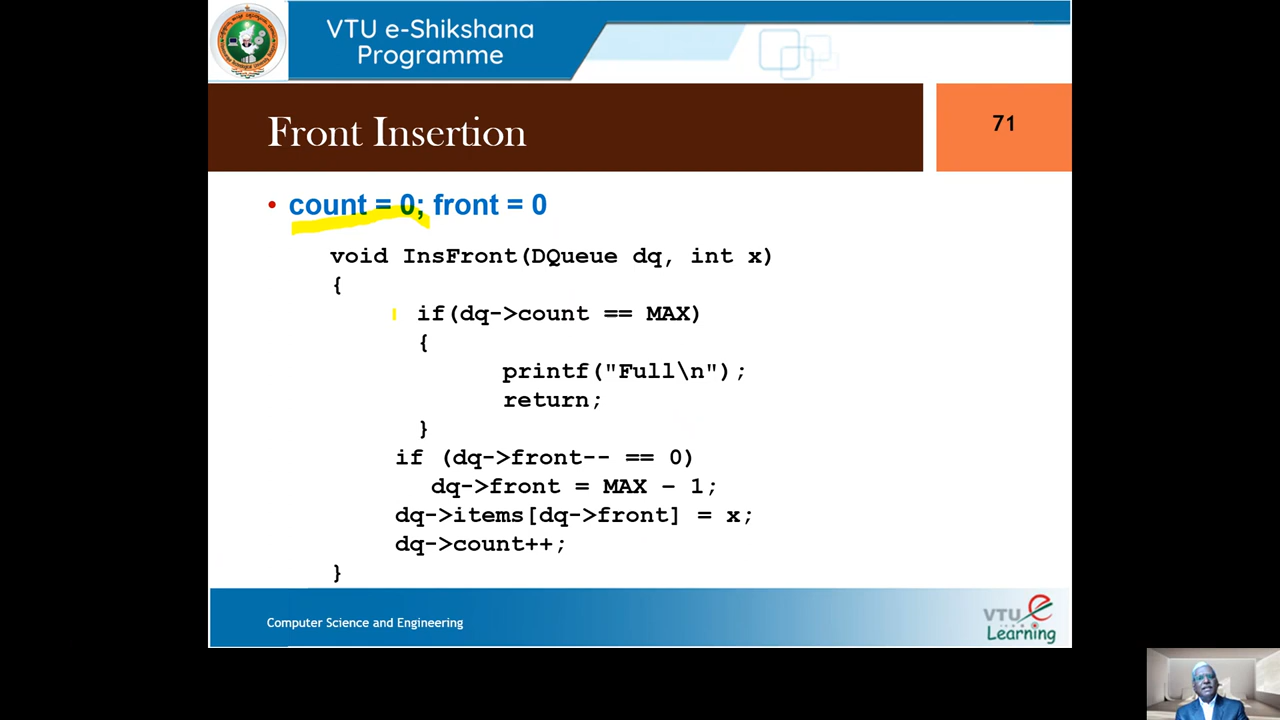 VTU e-Shikshana
Programme
Front Insertion
71
• count = 0; front = 0
void InsFront(DQueue dq, int x)
{
if(dq->count == MAX)
{
printf("Full\n");
return;
}
if (dq->front-- == 0)
dq->front = MAX – 1;
dq->items[dq->front] = x;
dq->count++;
}
Computer Science and Engineering
VTU e
Learning